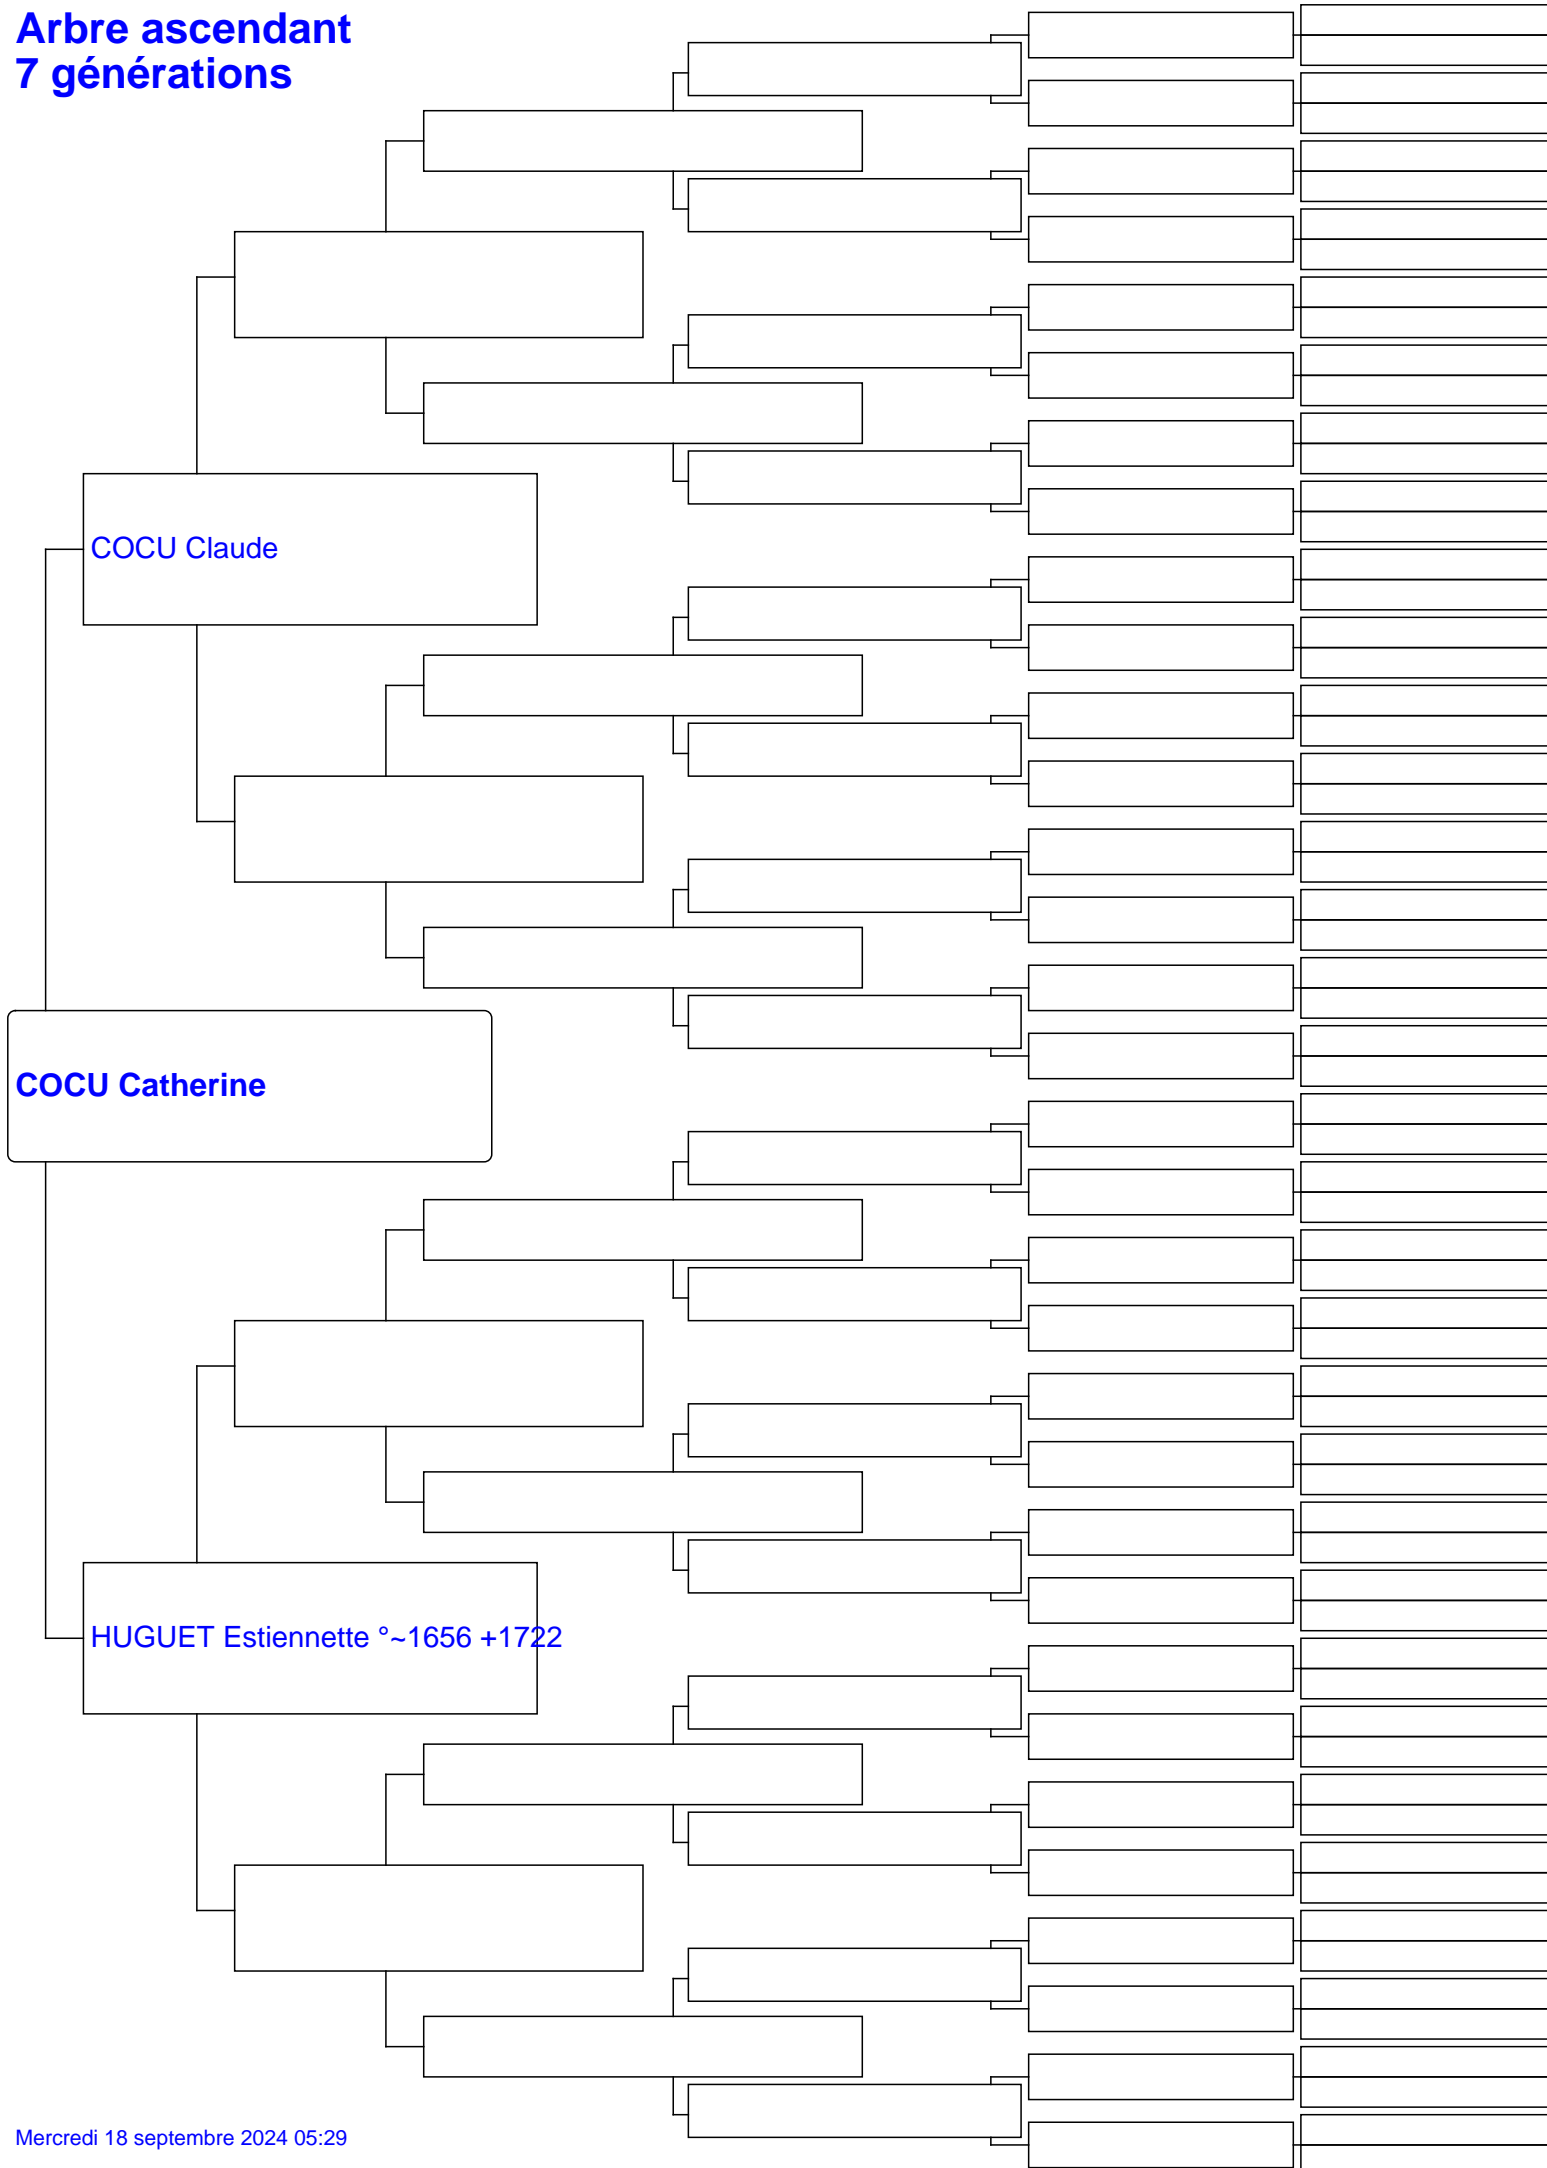 Arbre ascendant
7 générations
COCU Claude
COCU Catherine
HUGUET Estiennette °~1656 +1722
Mercredi 18 septembre 2024 05:29